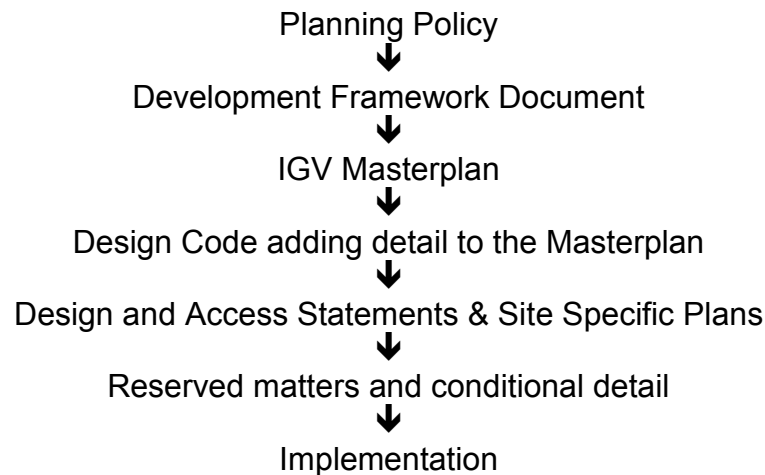 Planning Policy
Development Framework Document
IGV Masterplan
Design Code adding detail to the Masterplan
Design and Access Statements & Site Specific Plans
Reserved matters and conditional detail
Implementation